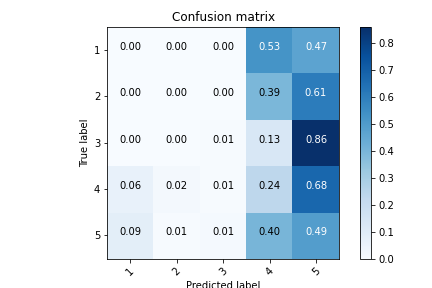 Confusion matrix
1 0.00 0.00 0.00 0.53 0.47
2 0.00 0.00 0.00 0.39 0.61
3 0.00 0.00 0.01 0.13 0.86
4 0.06 0.02 0.01 0.24 0.68
5 0.09 0.01 0.01 0.40 0.49
1 2 3 4 5
True label
Predicted label
0.8
0.7
0.6
0.5
0.4
0.3
0.2
0.1
0.0